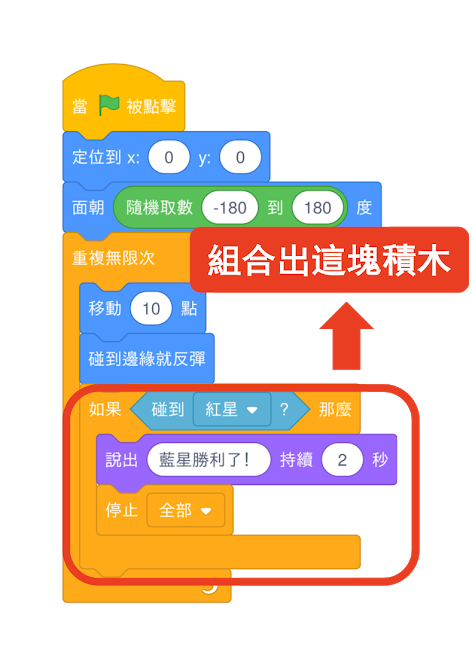 當 被點擊
定位到 x: 0 y: 0
面朝 隨機取數 -180 到 180 度
重複無限次
組合出這塊積木
移動 10 點
碰到邊緣就反彈
如果 碰到 紅星 ? 那麼
說出 藍星勝利了! 持續 2 秒
停止 全部